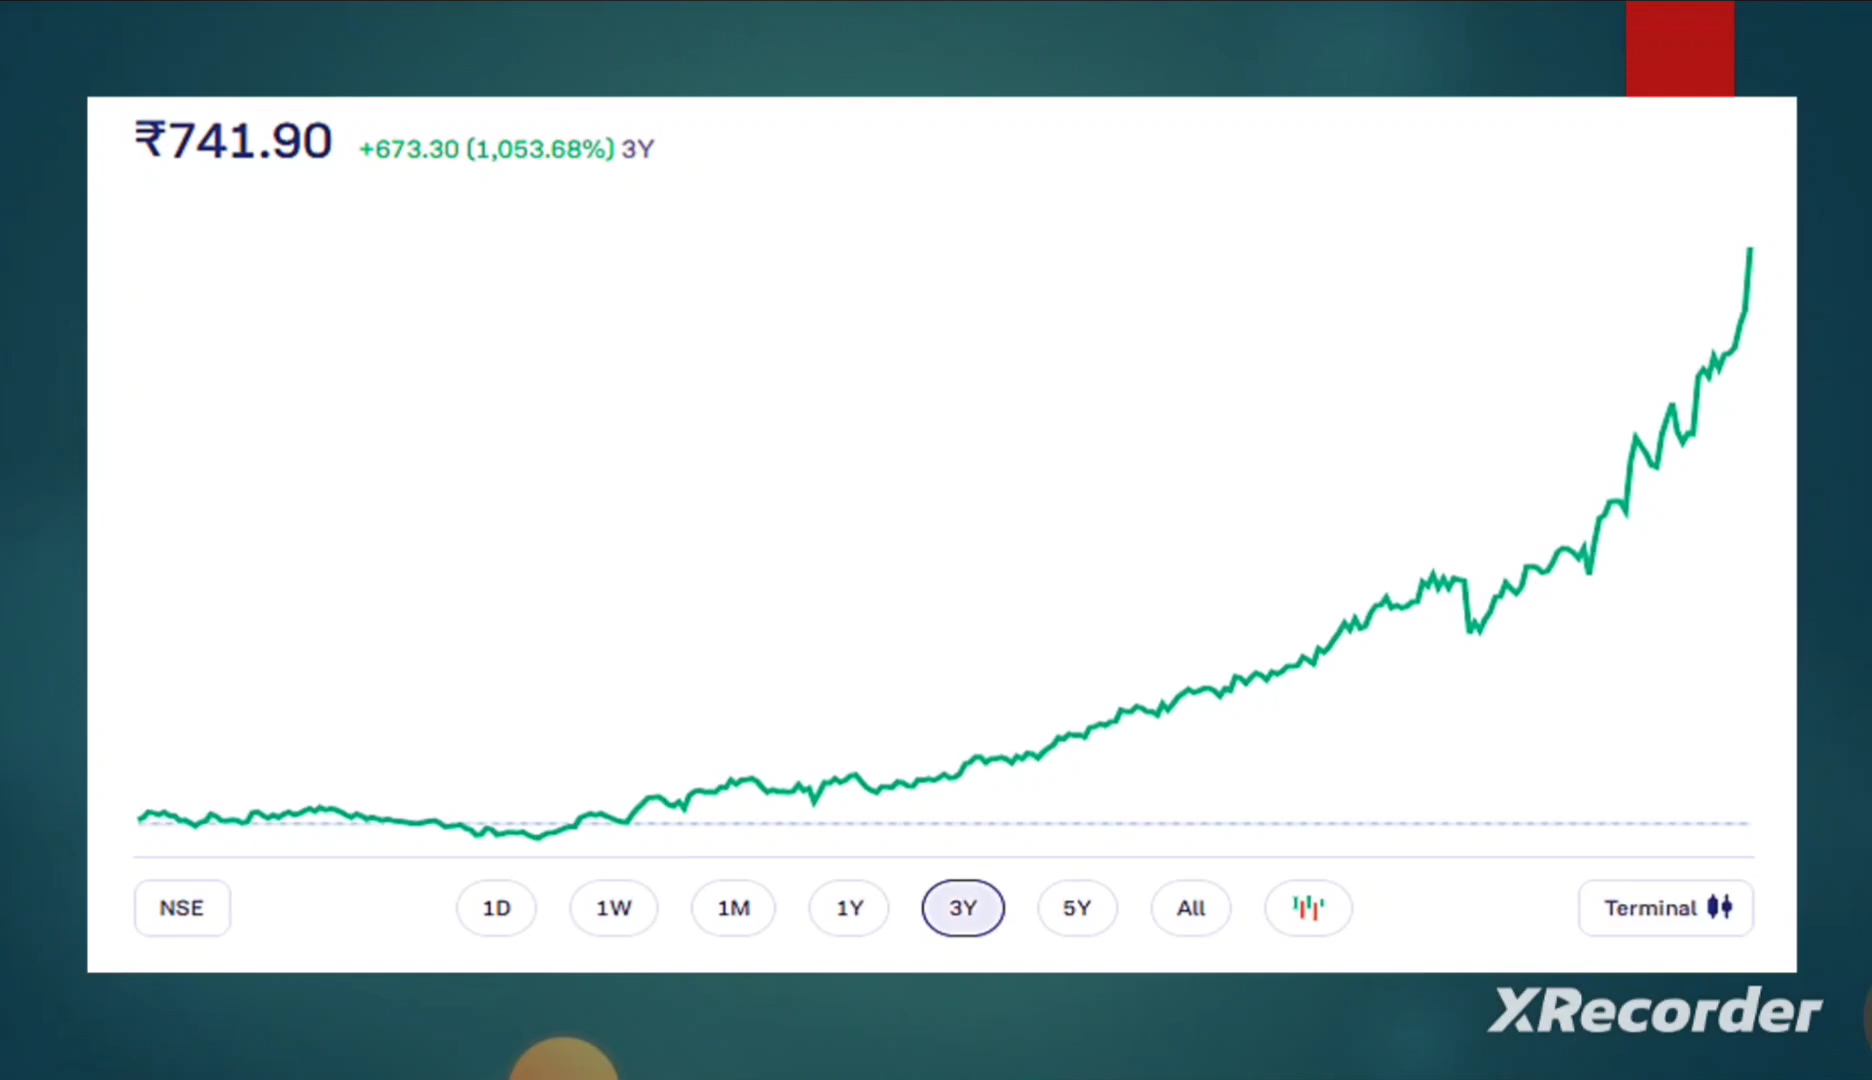 ₹741.90 +673.30 (1,053.68%) 3Y
NSE 1D 1W 1M 1Y 3Y 5Y All Terminal
XRecorder